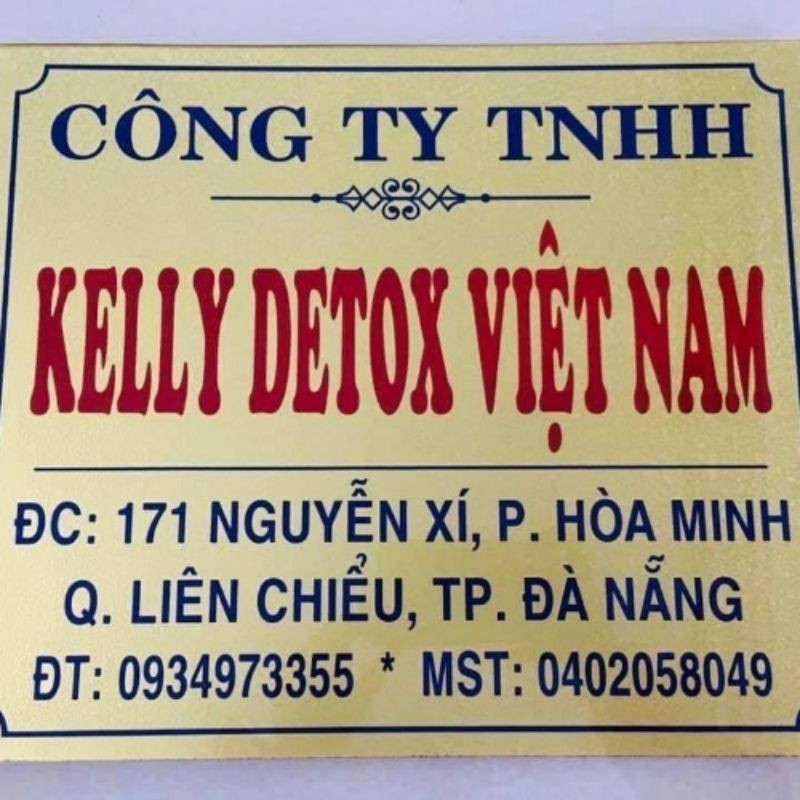 CÔNG TY TNHH
KELLY DETOX VIỆT NAM
ĐC: 171 NGUYỄN XÍ, P. HÒA MINH
Q. LIÊN CHIỂU, TP. ĐÀ NẴNG
ĐT: 0934973355 * MST: 0402058049